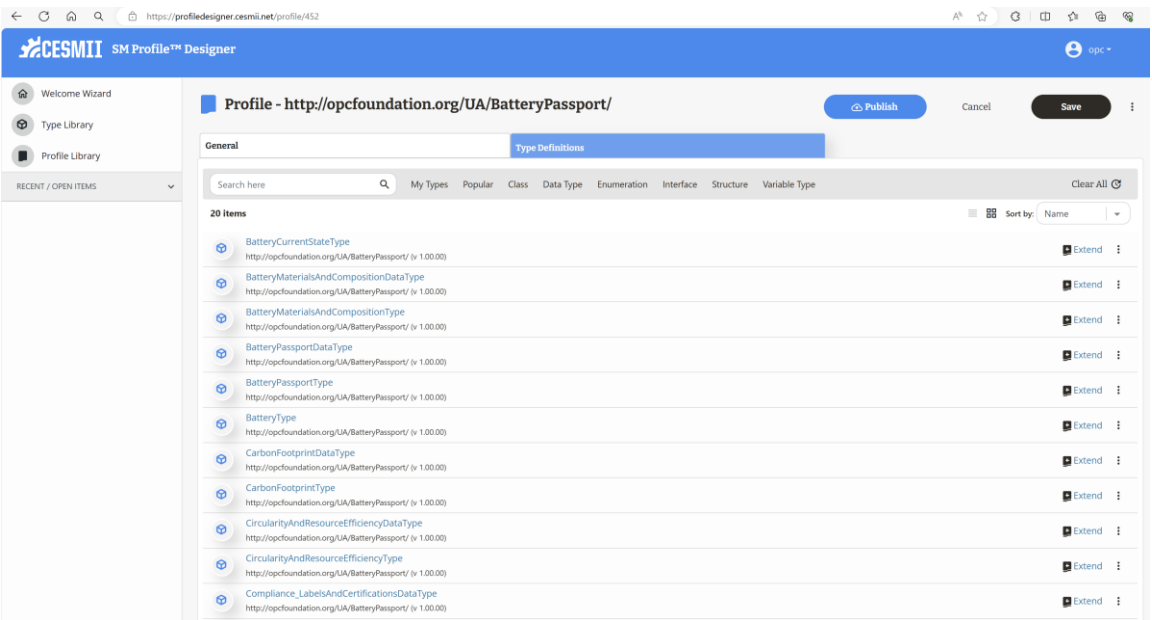 https://profiledesigner.cesmii.net/profile/452
CESMII SM Profile™ Designer
opc
Welcome Wizard
Type Library
Profile Library
RECENT / OPEN ITEMS
Profile - http://opcfoundation.org/UA/BatteryPassport/
Publish
Cancel
Save
General
Type Definitions
Search here
My Types Popular Class Data Type Enumeration Interface Structure Variable Type
Clear All
20 items
Sort by: Name
BatteryCurrentStateType
http://opcfoundation.org/UA/BatteryPassport/ (v 1.00.00)
Extend
BatteryMaterialsAndCompositionDataType
http://opcfoundation.org/UA/BatteryPassport/ (v 1.00.00)
Extend
BatteryMaterialsAndCompositionType
http://opcfoundation.org/UA/BatteryPassport/ (v 1.00.00)
Extend
BatteryPassportDataType
http://opcfoundation.org/UA/BatteryPassport/ (v 1.00.00)
Extend
BatteryPassportType
http://opcfoundation.org/UA/BatteryPassport/ (v 1.00.00)
Extend
BatteryType
http://opcfoundation.org/UA/BatteryPassport/ (v 1.00.00)
Extend
CarbonFootprintDataType
http://opcfoundation.org/UA/BatteryPassport/ (v 1.00.00)
Extend
CarbonFootprintType
http://opcfoundation.org/UA/BatteryPassport/ (v 1.00.00)
Extend
CircularityAndResourceEfficiencyDataType
http://opcfoundation.org/UA/BatteryPassport/ (v 1.00.00)
Extend
CircularityAndResourceEfficiencyType
http://opcfoundation.org/UA/BatteryPassport/ (v 1.00.00)
Extend
Compliance_LabelsAndCertificationsDataType
http://opcfoundation.org/UA/BatteryPassport/ (v 1.00.00)
Extend